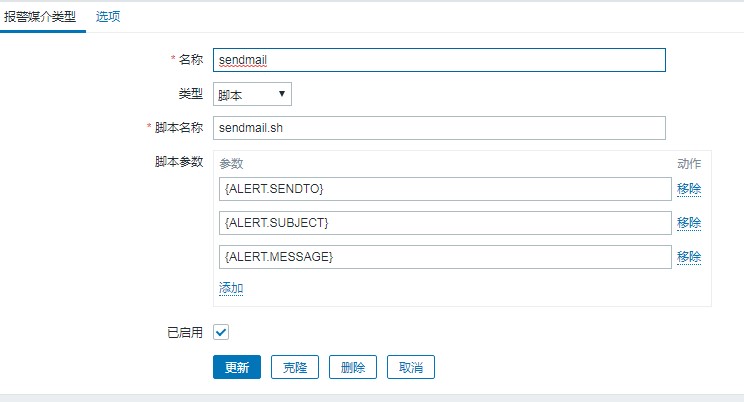 报警媒介类型 选项
* 名称 sendmail
类型 脚本
* 脚本名称 sendmail.sh
脚本参数 参数 动作
{ALERT.SENDTO} 移除
{ALERT.SUBJECT} 移除
{ALERT.MESSAGE} 移除
添加
已启用
更新 克隆 删除 取消